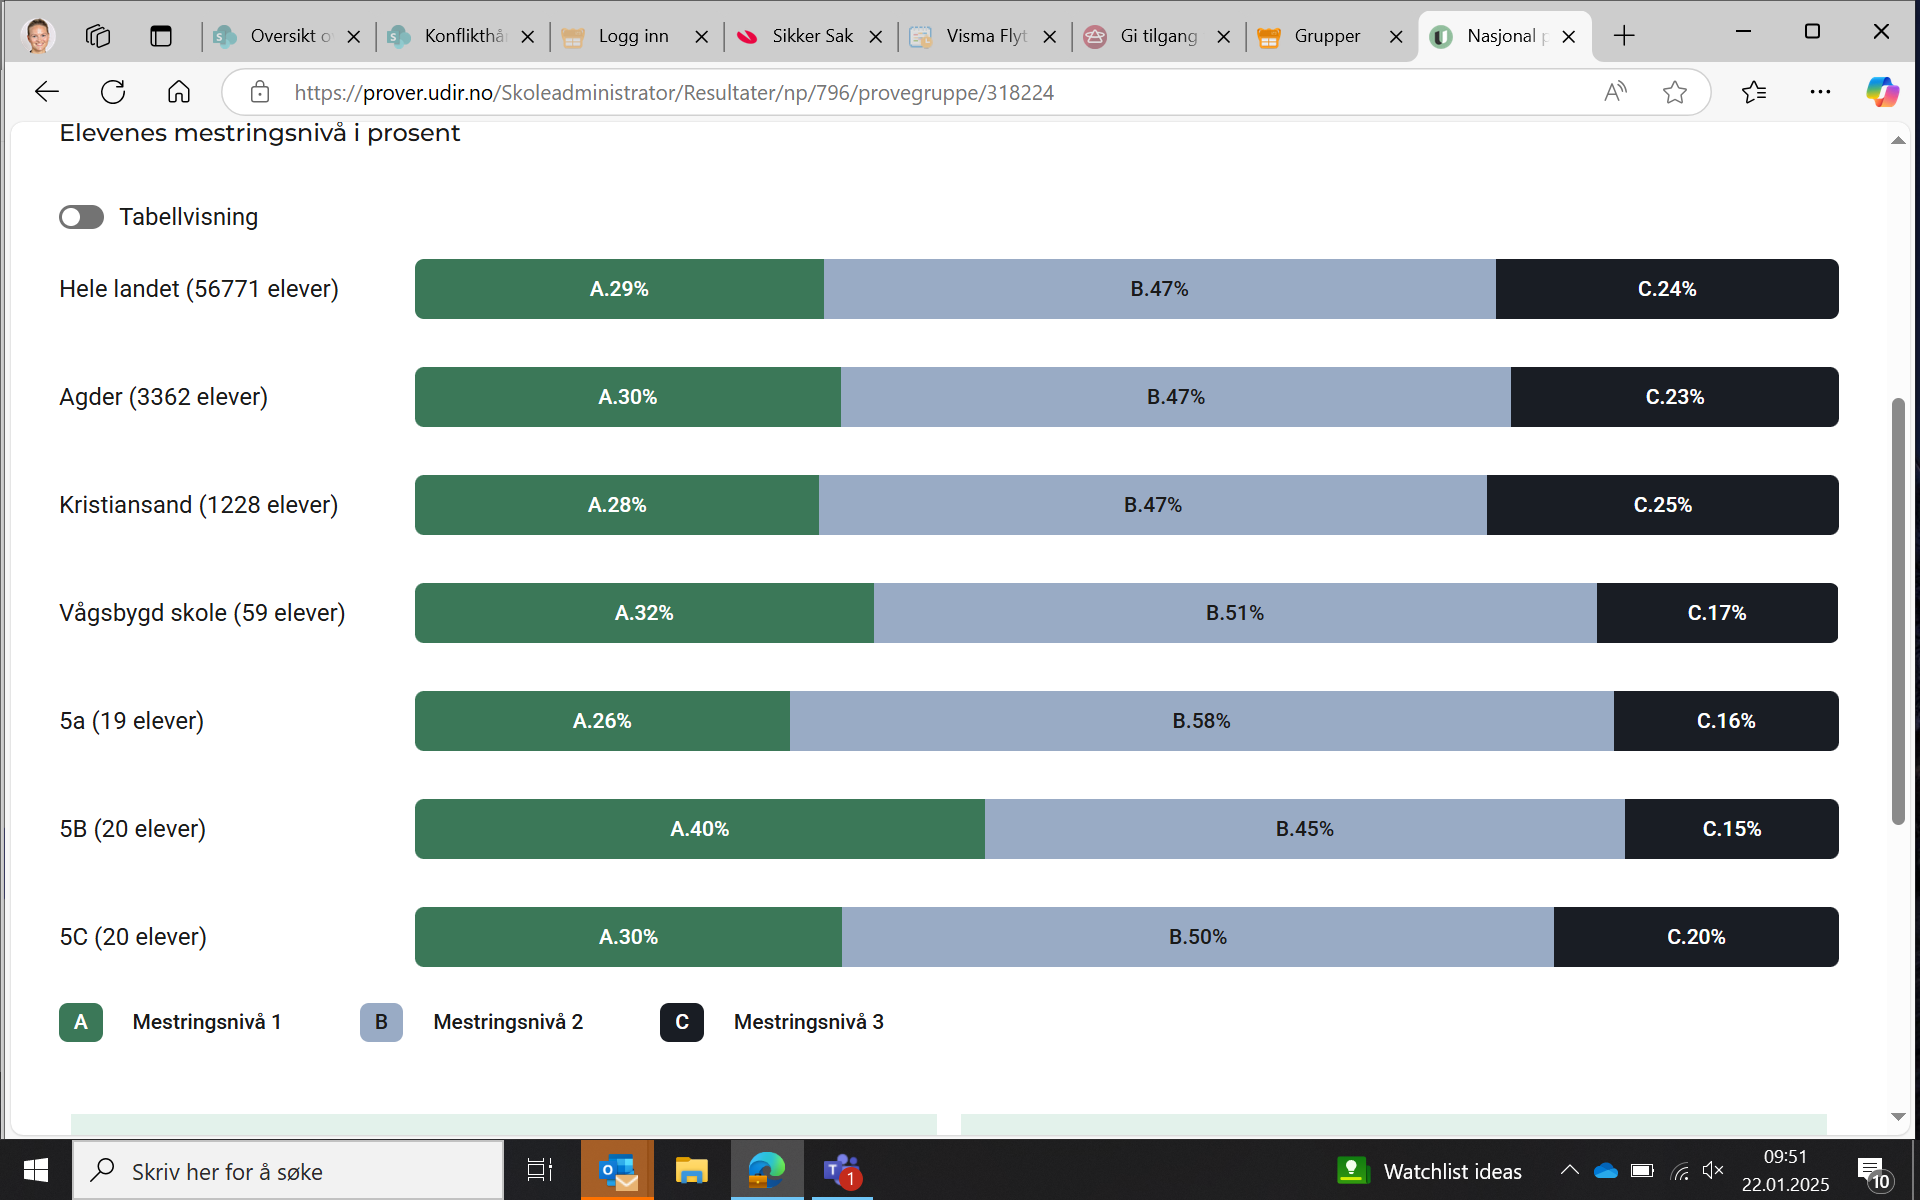 Oversikt o
Konflikthå
Logg inn
Sikker Sak
Visma Flyt
Gi tilgang
Grupper
Nasjonal p
https://prover.udir.no/Skoleadministrator/Resultater/np/796/provegruppe/318224
Elevenes mestringsnivå i prosent
Tabellvisning
Hele landet (56771 elever) A.29% B.47% C.24%
Agder (3362 elever) A.30% B.47% C.23%
Kristiansand (1228 elever) A.28% B.47% C.25%
Vågsbygd skole (59 elever) A.32% B.51% C.17%
5a (19 elever) A.26% B.58% C.16%
5B (20 elever) A.40% B.45% C.15%
5C (20 elever) A.30% B.50% C.20%
A Mestringsnivå 1 B Mestringsnivå 2 C Mestringsnivå 3
Skriv her for å søke
1
Watchlist ideas
09:51
22.01.2025
10